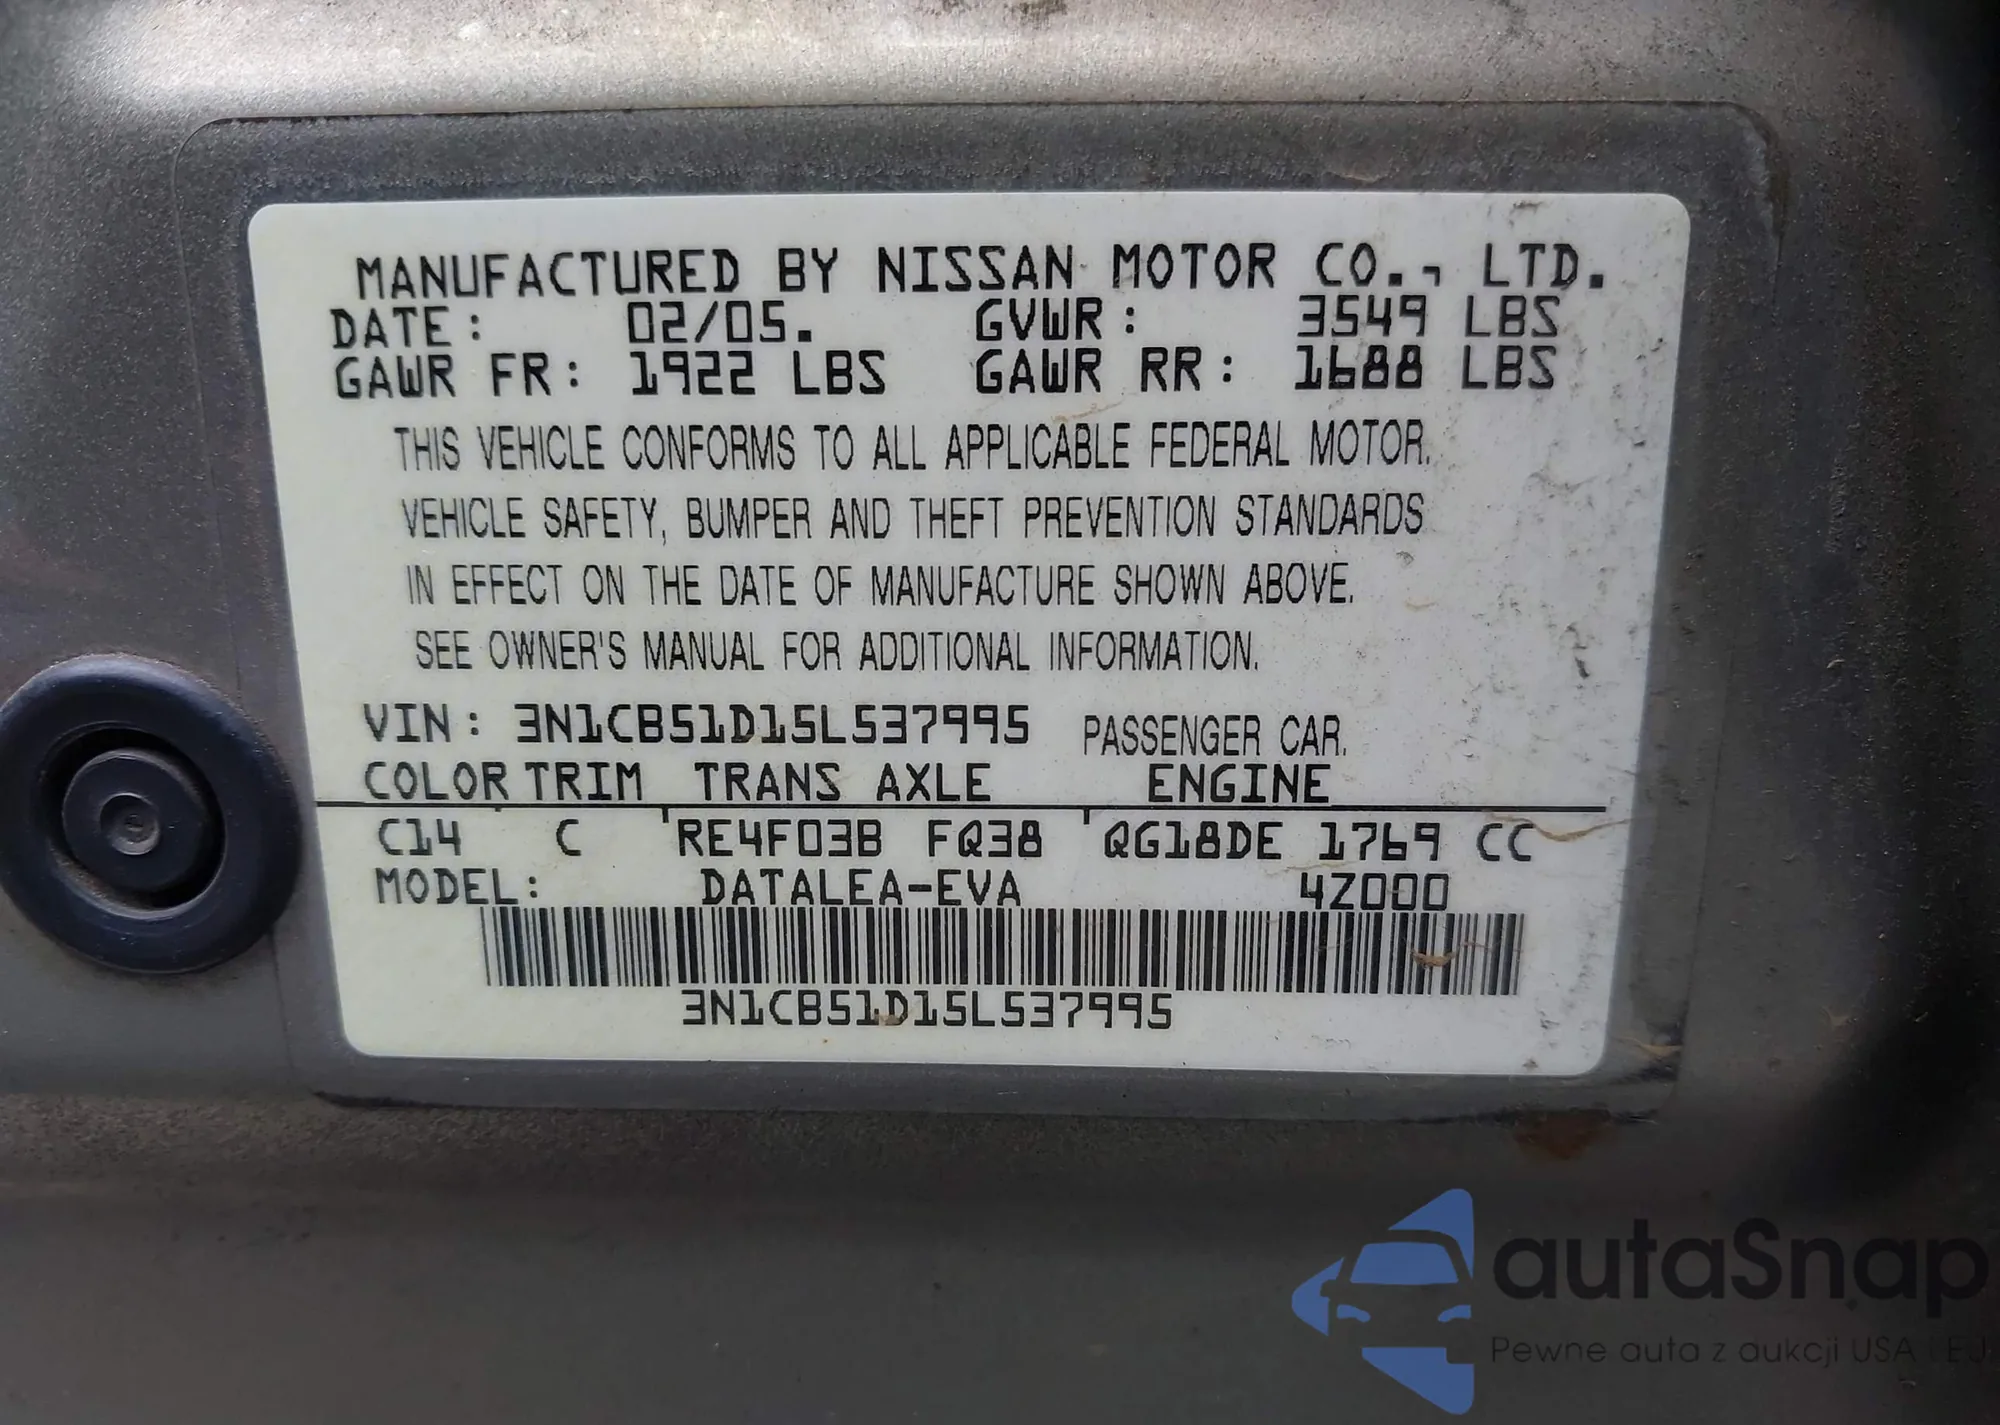 MANUFACTURED BY NISSAN MOTOR CO., LTD.
DATE: 02/05. GVWR: 3549 LBS
GAWR FR: 1922 LBS GAWR RR: 1688 LBS
THIS VEHICLE CONFORMS TO ALL APPLICABLE FEDERAL MOTOR.
VEHICLE SAFETY, BUMPER AND THEFT PREVENTION STANDARDS
IN EFFECT ON THE DATE OF MANUFACTURE SHOWN ABOVE.
SEE OWNER'S MANUAL FOR ADDITIONAL INFORMATION.
VIN: 3N1CB51D15L537995 PASSENGER CAR.
COLOR TRIM TRANS AXLE ENGINE
C14 C RE4F03B FQ38 QG18DE 1769 CC
MODEL: DATALEA-EVA 4Z000
3N1CB51D15L537995
autaSnap
Pewne auta z aukcji USA i EU